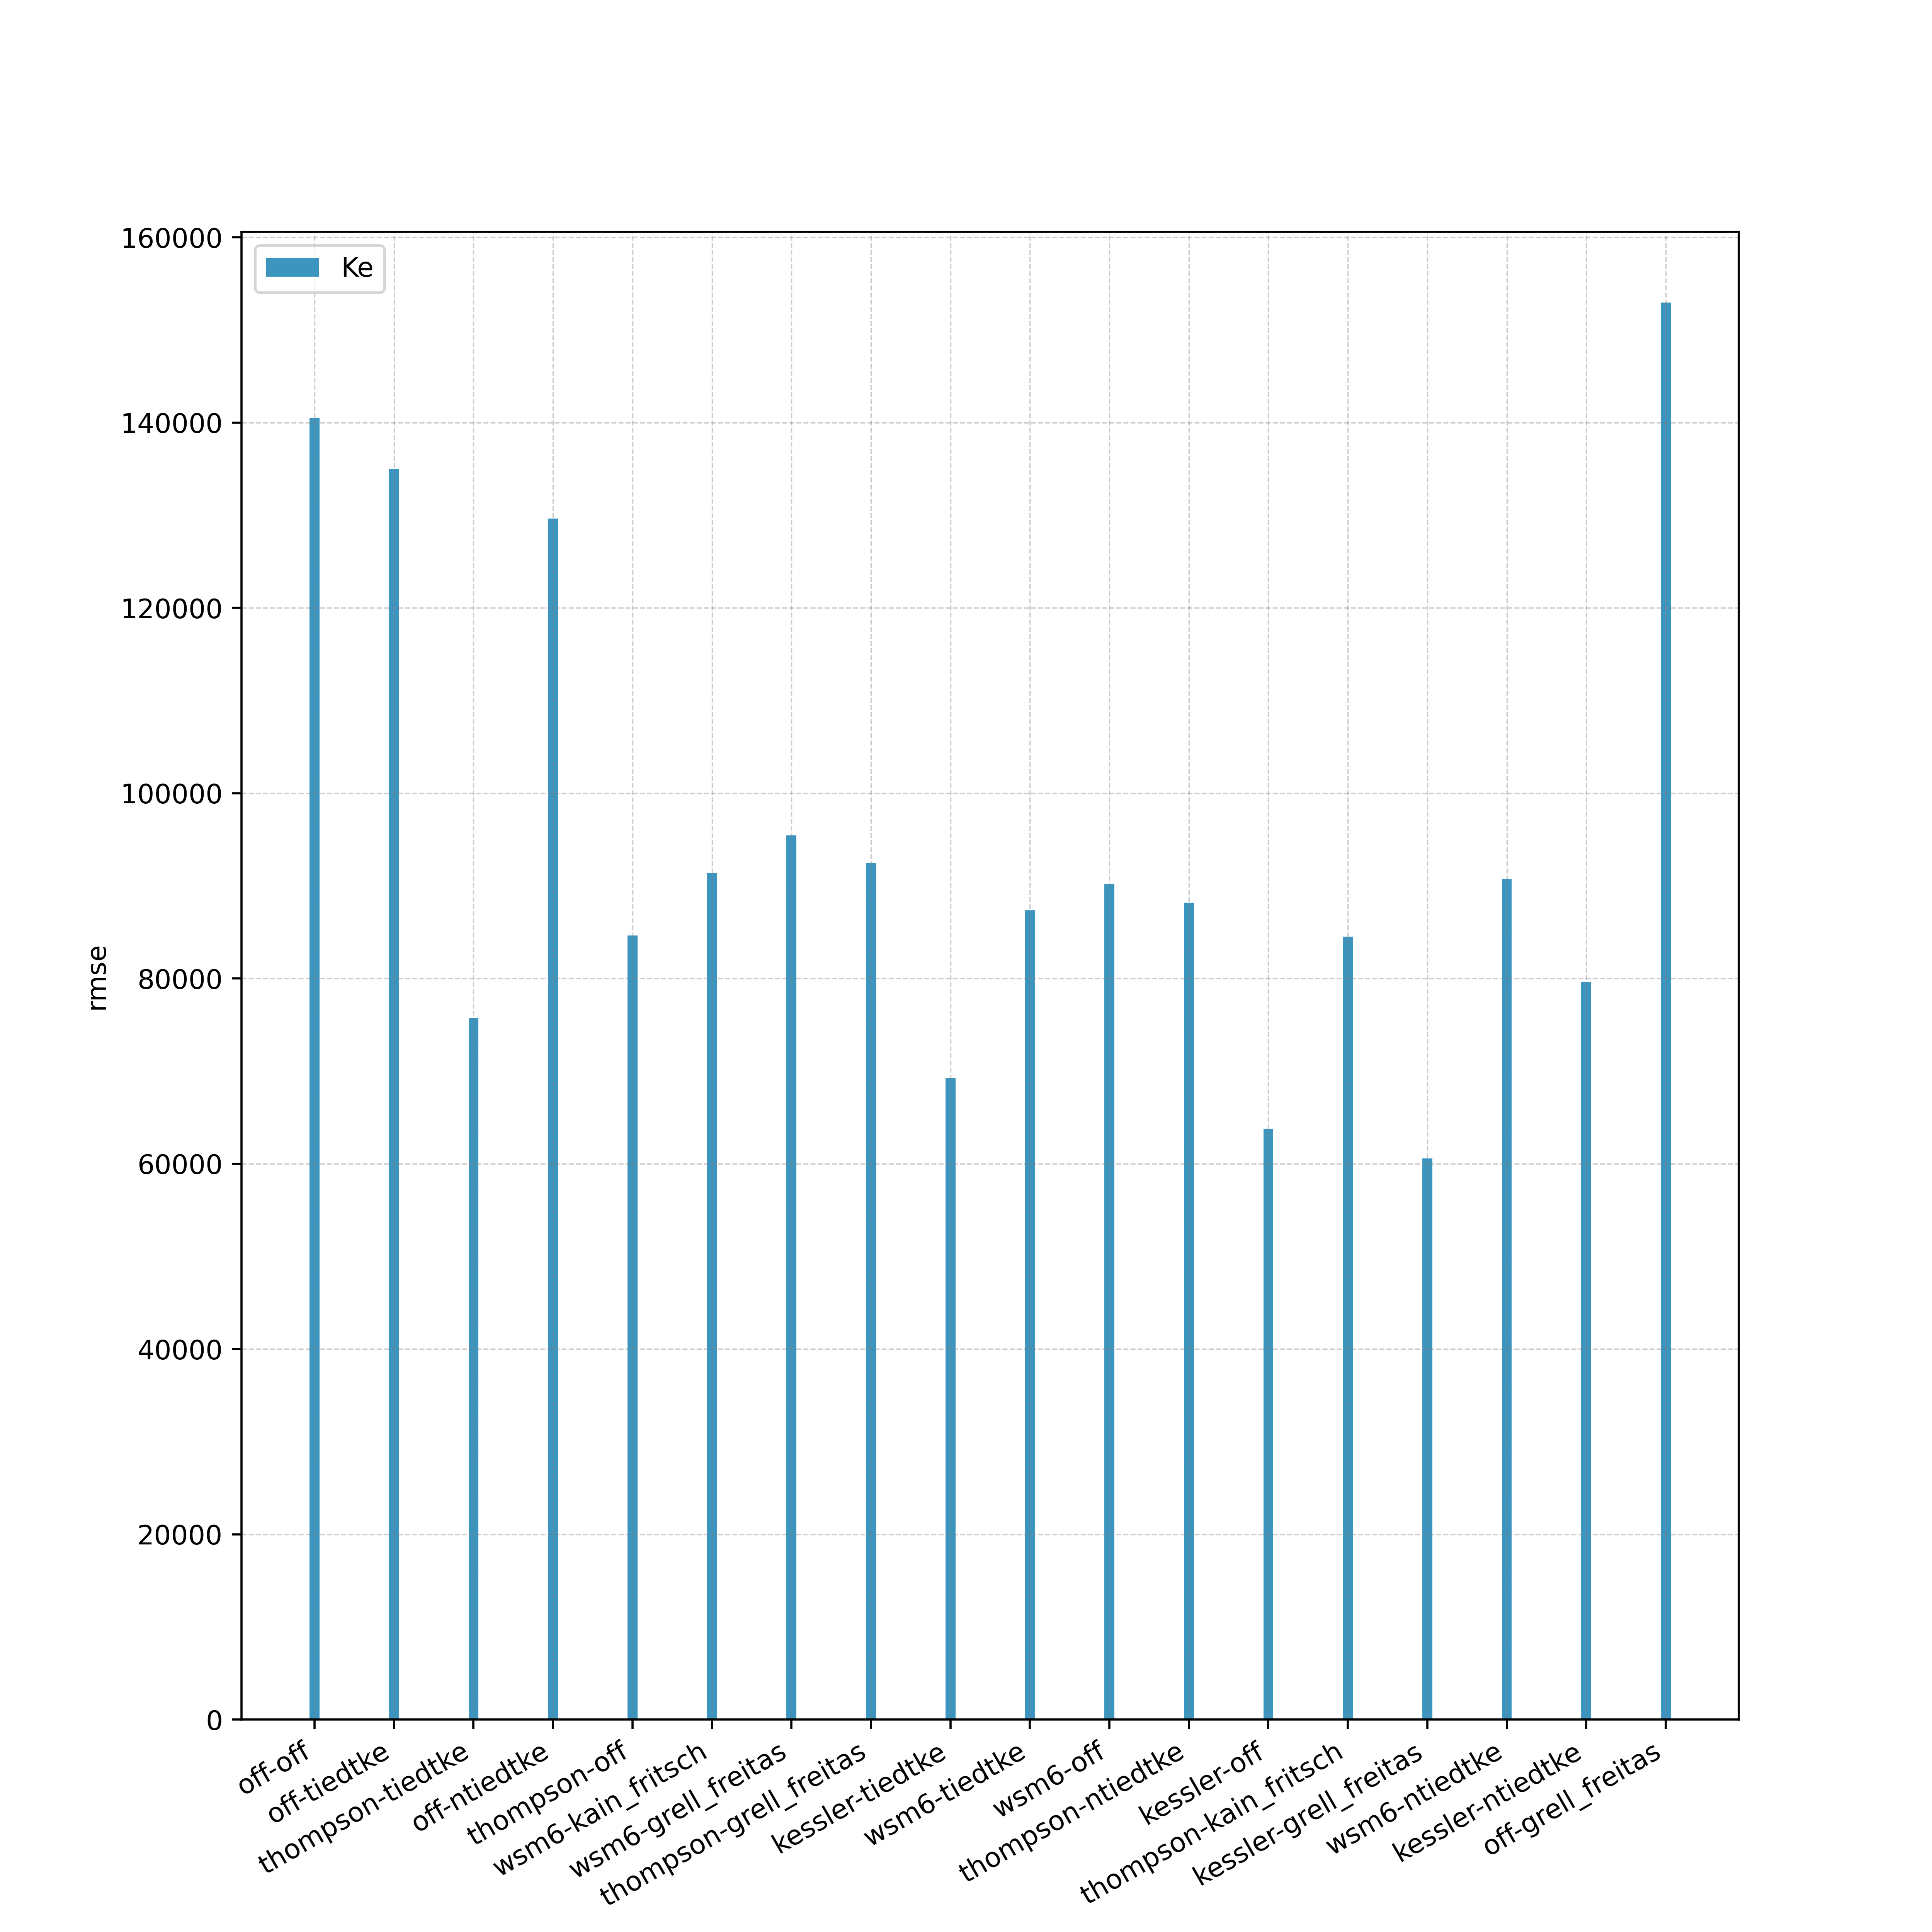 160000
Ke
140000
120000
100000
rmse
80000
60000
40000
20000
0
off-off
off-tiedtke
thompson-tiedtke
off-ntiedtke
thompson-off
wsm6-kain_fritsch
wsm6-grell_freitas
thompson-grell_freitas
kessler-tiedtke
wsm6-tiedtke
wsm6-off
thompson-ntiedtke
kessler-off
thompson-kain_fritsch
kessler-grell_freitas
wsm6-ntiedtke
kessler-ntiedtke
off-grell_freitas